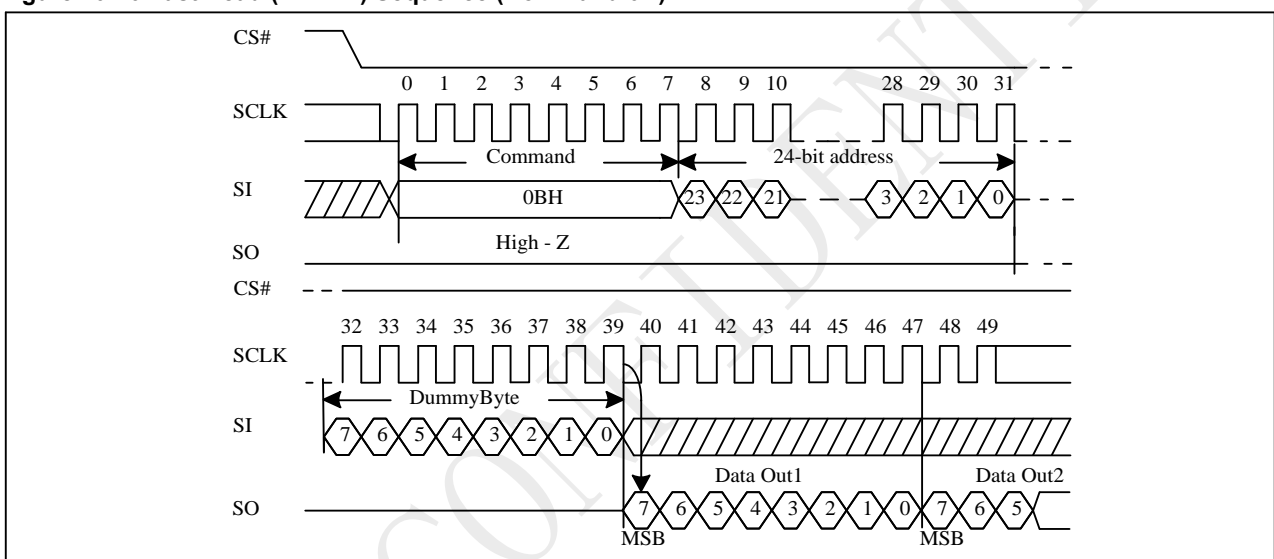 CS#
0 1 2 3 4 5 6 7 8 9 10 28 29 30 31
SCLK
Command 24-bit address
SI 0BH 23 22 21 3 2 1 0
High - Z
SO
CS#
32 33 34 35 36 37 38 39 40 41 42 43 44 45 46 47 48 49
SCLK
DummyByte
SI 7 6 5 4 3 2 1 0
Data Out1 Data Out2
SO 7 6 5 4 3 2 1 0 7 6 5
MSB MSB
CONFIDENT